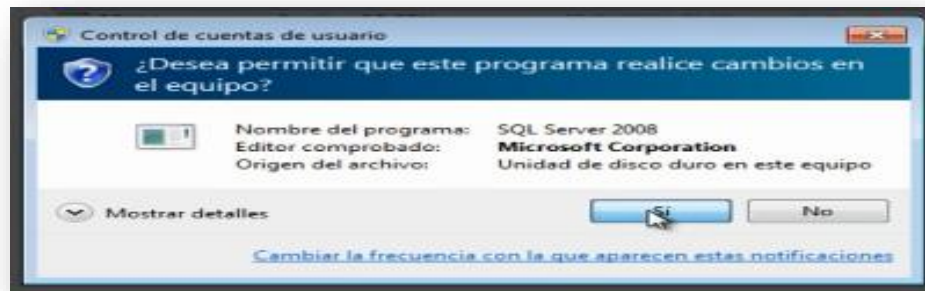 Control de cuentas de usuario
¿Desea permitir que este programa realice cambios en
el equipo?
Nombre del programa: SQL Server 2008
Editor comprobado: Microsoft Corporation
Origen del archivo: Unidad de disco duro en este equipo
Mostrar detalles
Sí
No
Cambiar la frecuencia con la que aparecen estas notificaciones